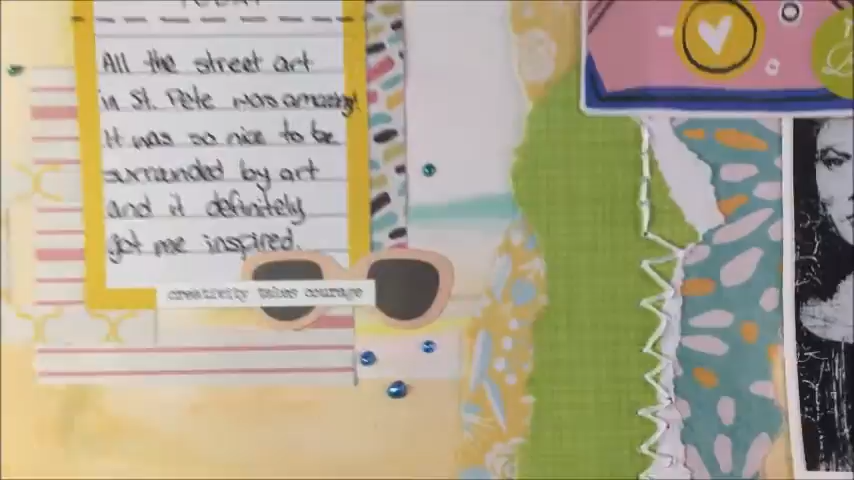 All the street art
in St. Pete was amazing!
It was so nice to be
surrounded by art
and it definitely
got me inspired.
creativity takes courage